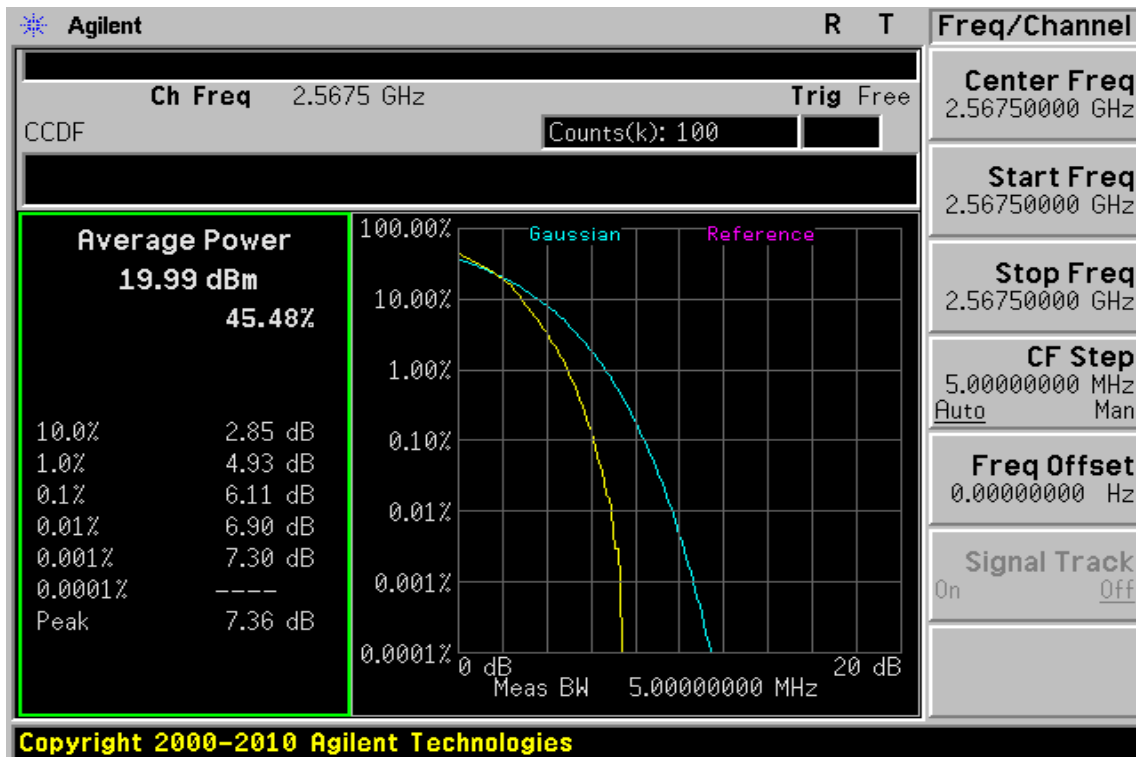 Agilent R T
Ch Freq 2.5675 GHz Trig Free
CCDF Counts(k): 100
Average Power
19.99 dBm
45.48%
10.0% 2.85 dB
1.0% 4.93 dB
0.1% 6.11 dB
0.01% 6.90 dB
0.001% 7.30 dB
0.0001% ----
Peak 7.36 dB
Gaussian Reference
100.00%
10.00%
1.00%
0.10%
0.01%
0.001%
0.0001%
0 dB 20 dB
Meas BW 5.00000000 MHz
Freq/Channel
Center Freq
2.56750000 GHz
Start Freq
2.56750000 GHz
Stop Freq
2.56750000 GHz
CF Step
5.00000000 MHz
Auto Man
Freq Offset
0.00000000 Hz
Signal Track
On Off
Copyright 2000-2010 Agilent Technologies